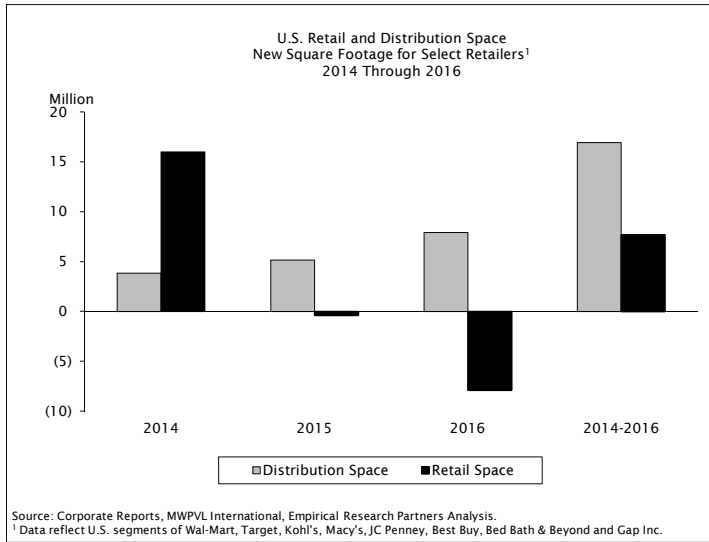 U.S. Retail and Distribution Space
New Square Footage for Select Retailers¹
2014 Through 2016
Million
20
15
10
5
0
(5)
(10)
2014 2015 2016 2014-2016
Distribution Space Retail Space
Source: Corporate Reports, MWPVL International, Empirical Research Partners Analysis.
¹ Data reflect U.S. segments of Wal-Mart, Target, Kohl's, Macy's, JC Penney, Best Buy, Bed Bath & Beyond and Gap Inc.